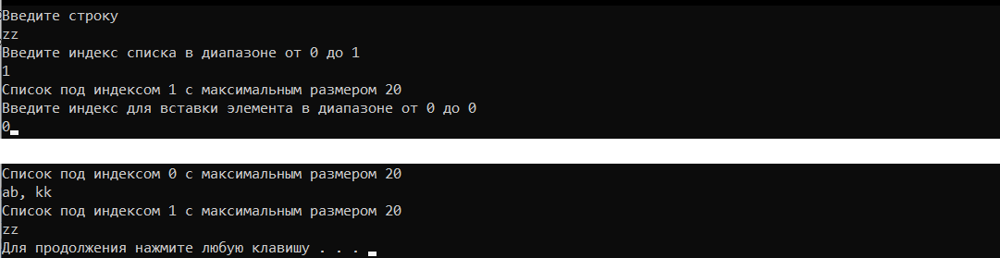 Введите строку
zz
Введите индекс списка в диапазоне от 0 до 1
1
Список под индексом 1 с максимальным размером 20
Введите индекс для вставки элемента в диапазоне от 0 до 0
0
Список под индексом 0 с максимальным размером 20
ab, kk
Список под индексом 1 с максимальным размером 20
zz
Для продолжения нажмите любую клавишу . . .